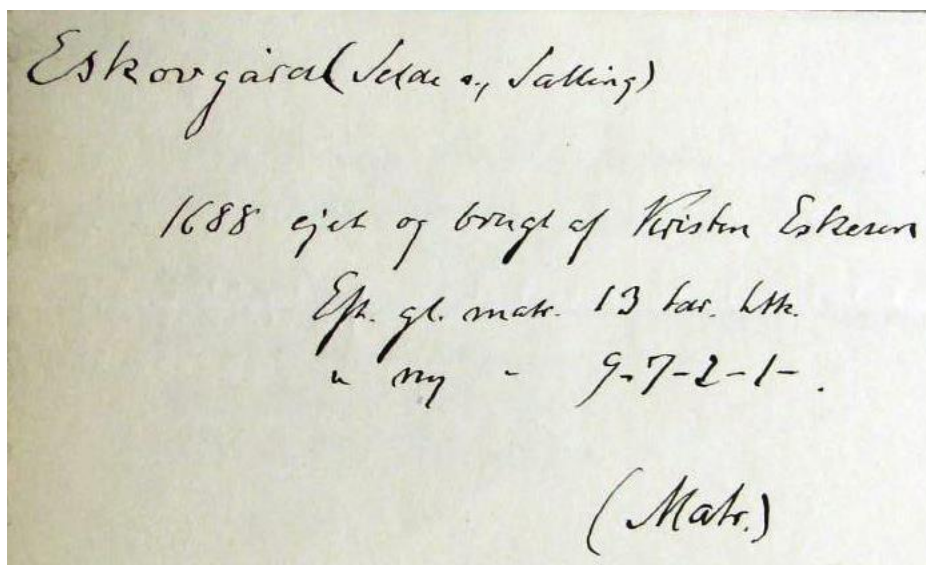 Eskovgård (Selde s., Salling)
1688 ejet og brugt af Kristen Eskesen
Eft. gl. matr. 13 tdr. htk.
" ny - 9-7-2-1-.
(Matr.)